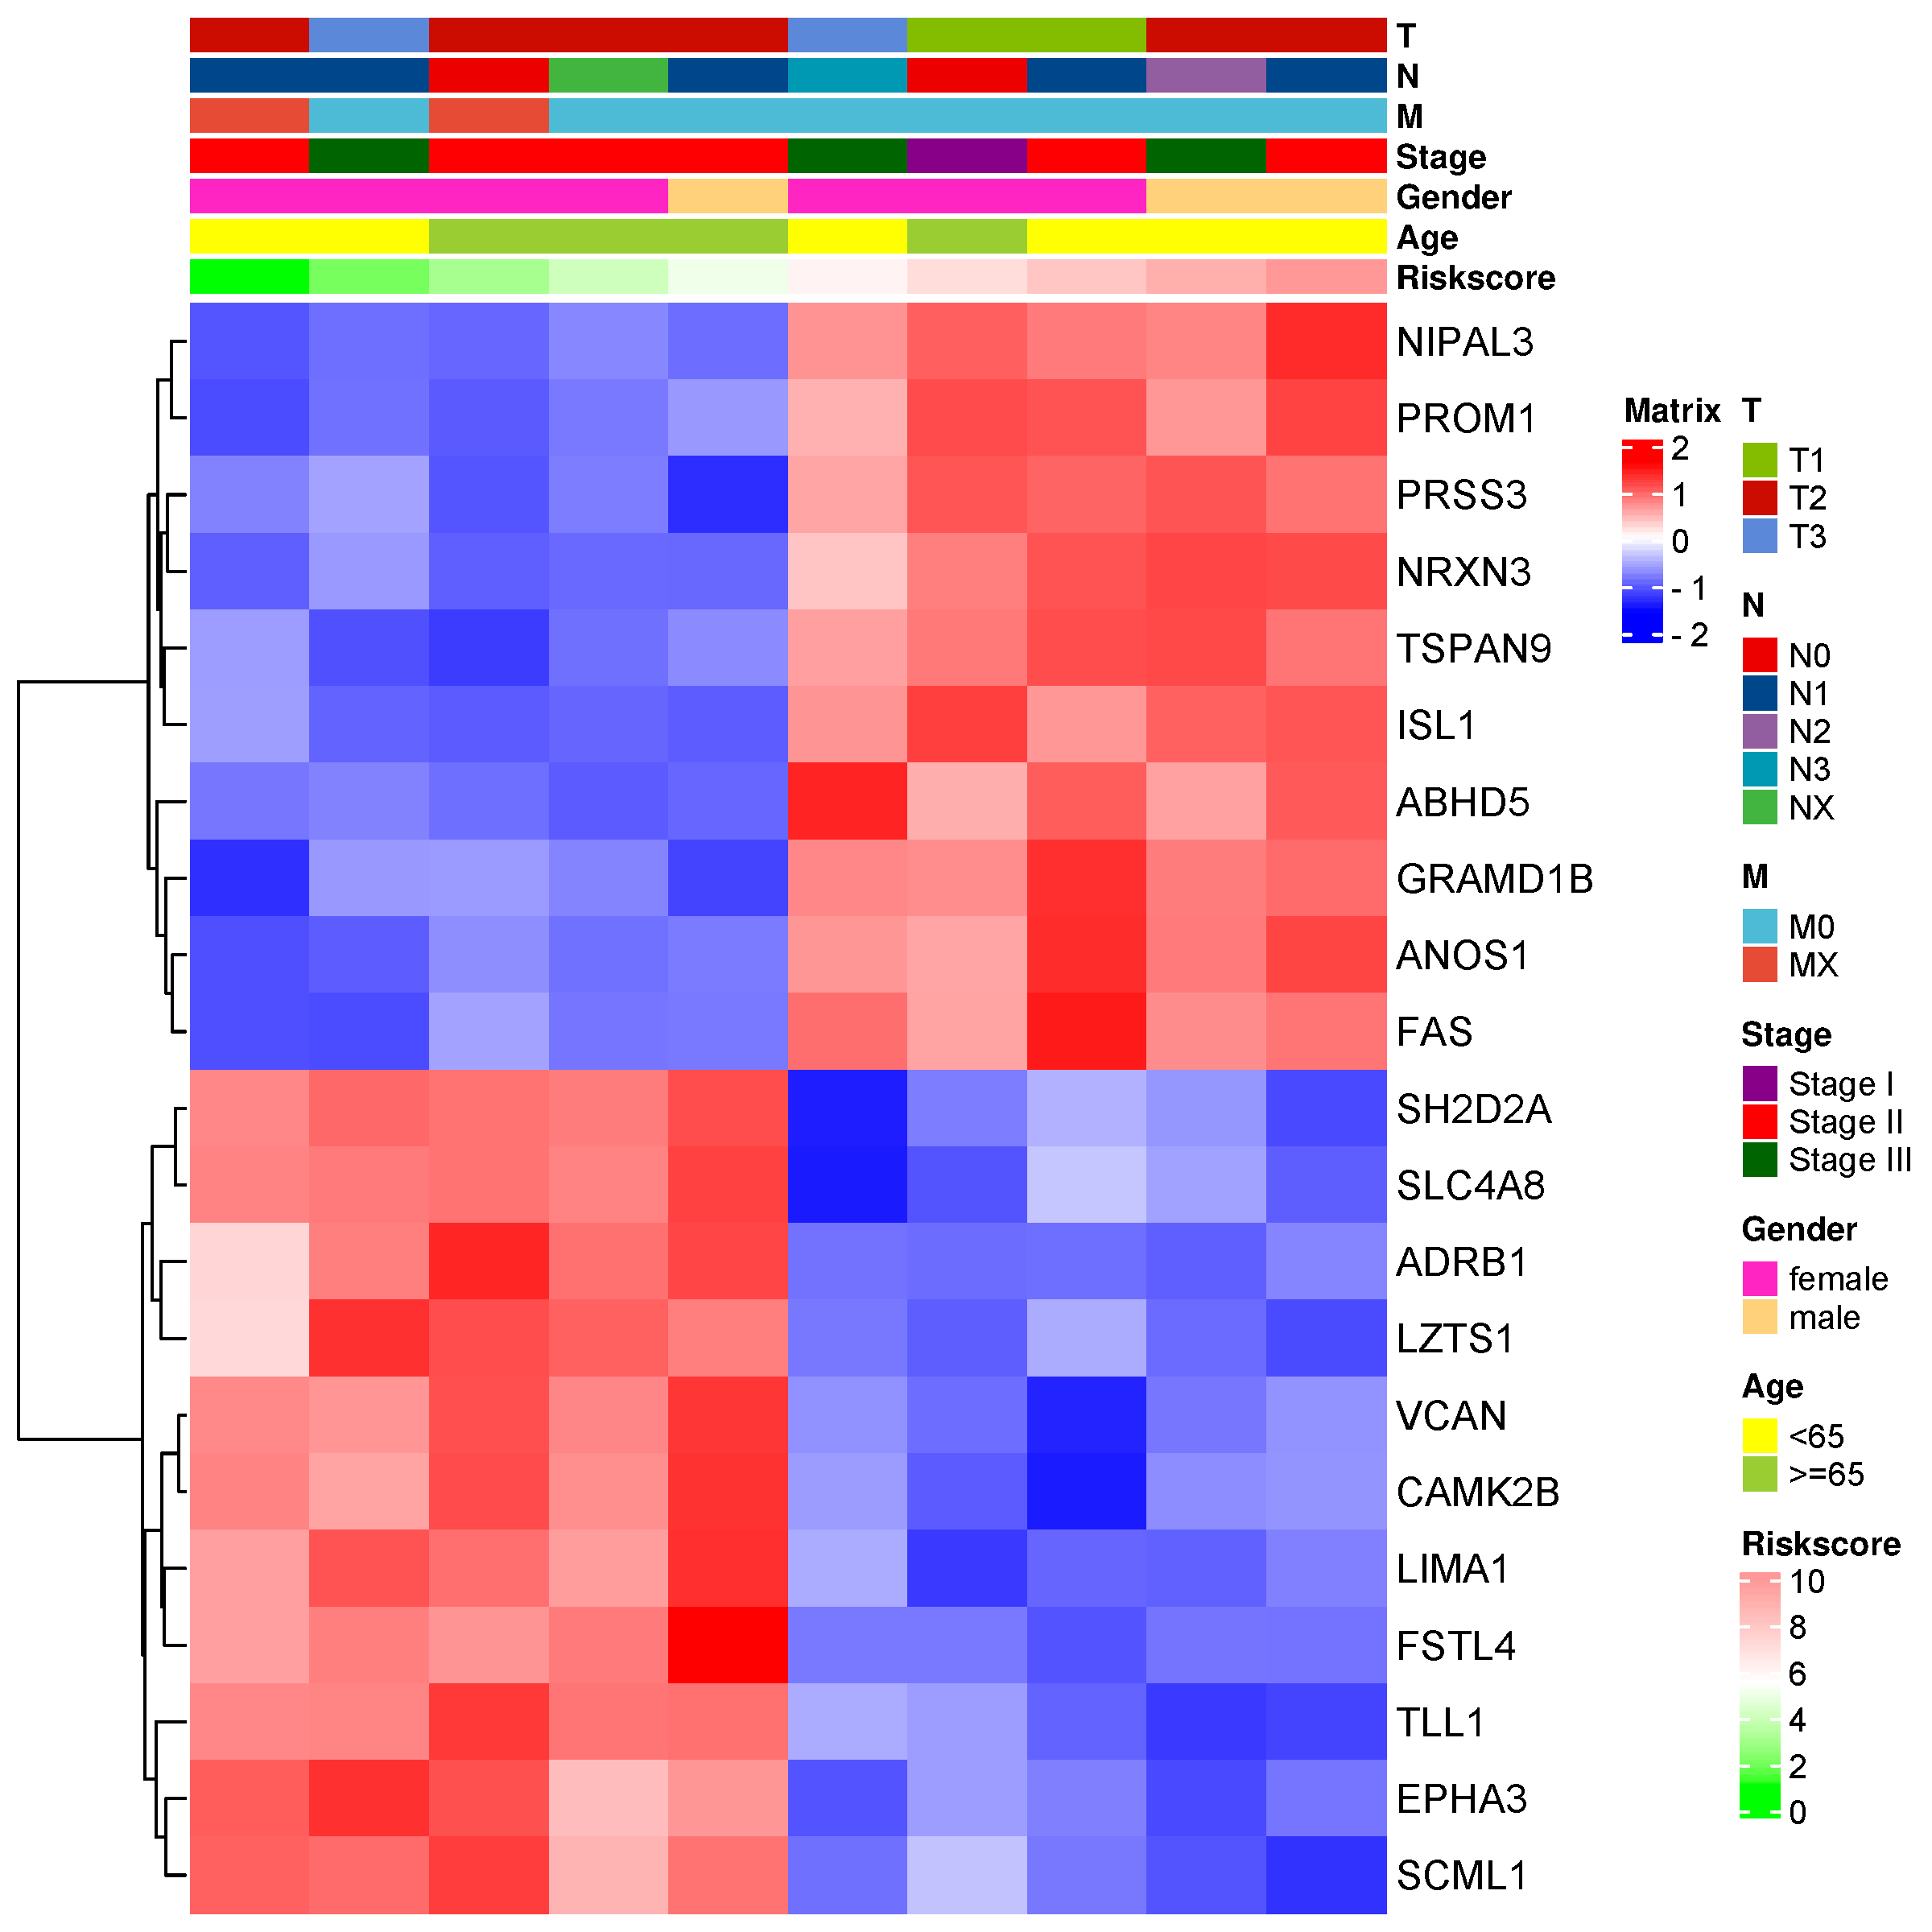 T
N
M
Stage
Gender
Age
Riskscore
NIPAL3
PROM1
PRSS3
NRXN3
TSPAN9
ISL1
ABHD5
GRAMD1B
ANOS1
FAS
SH2D2A
SLC4A8
ADRB1
LZTS1
VCAN
CAMK2B
LIMA1
FSTL4
TLL1
EPHA3
SCML1
Matrix
2
1
0
- 1
- 2
T
T1
T2
T3
N
N0
N1
N2
N3
NX
M
M0
MX
Stage
Stage I
Stage II
Stage III
Gender
female
male
Age
<65
>=65
Riskscore
10
8
6
4
2
0